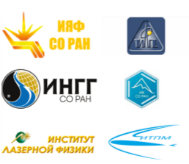 ИЯФ
СО РАН
ИНГГ
СО РАН
ИНСТИТУТ
ЛАЗЕРНОЙ ФИЗИКИ
ИТПМ